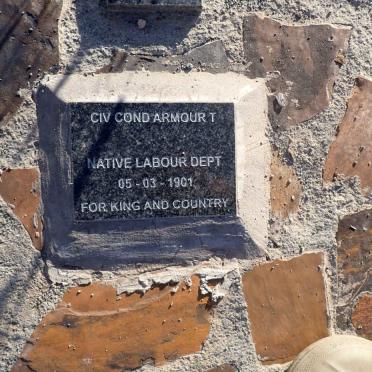 CIV COND ARMOUR T
NATIVE LABOUR DEPT
05 - 03 - 1901
FOR KING AND COUNTRY